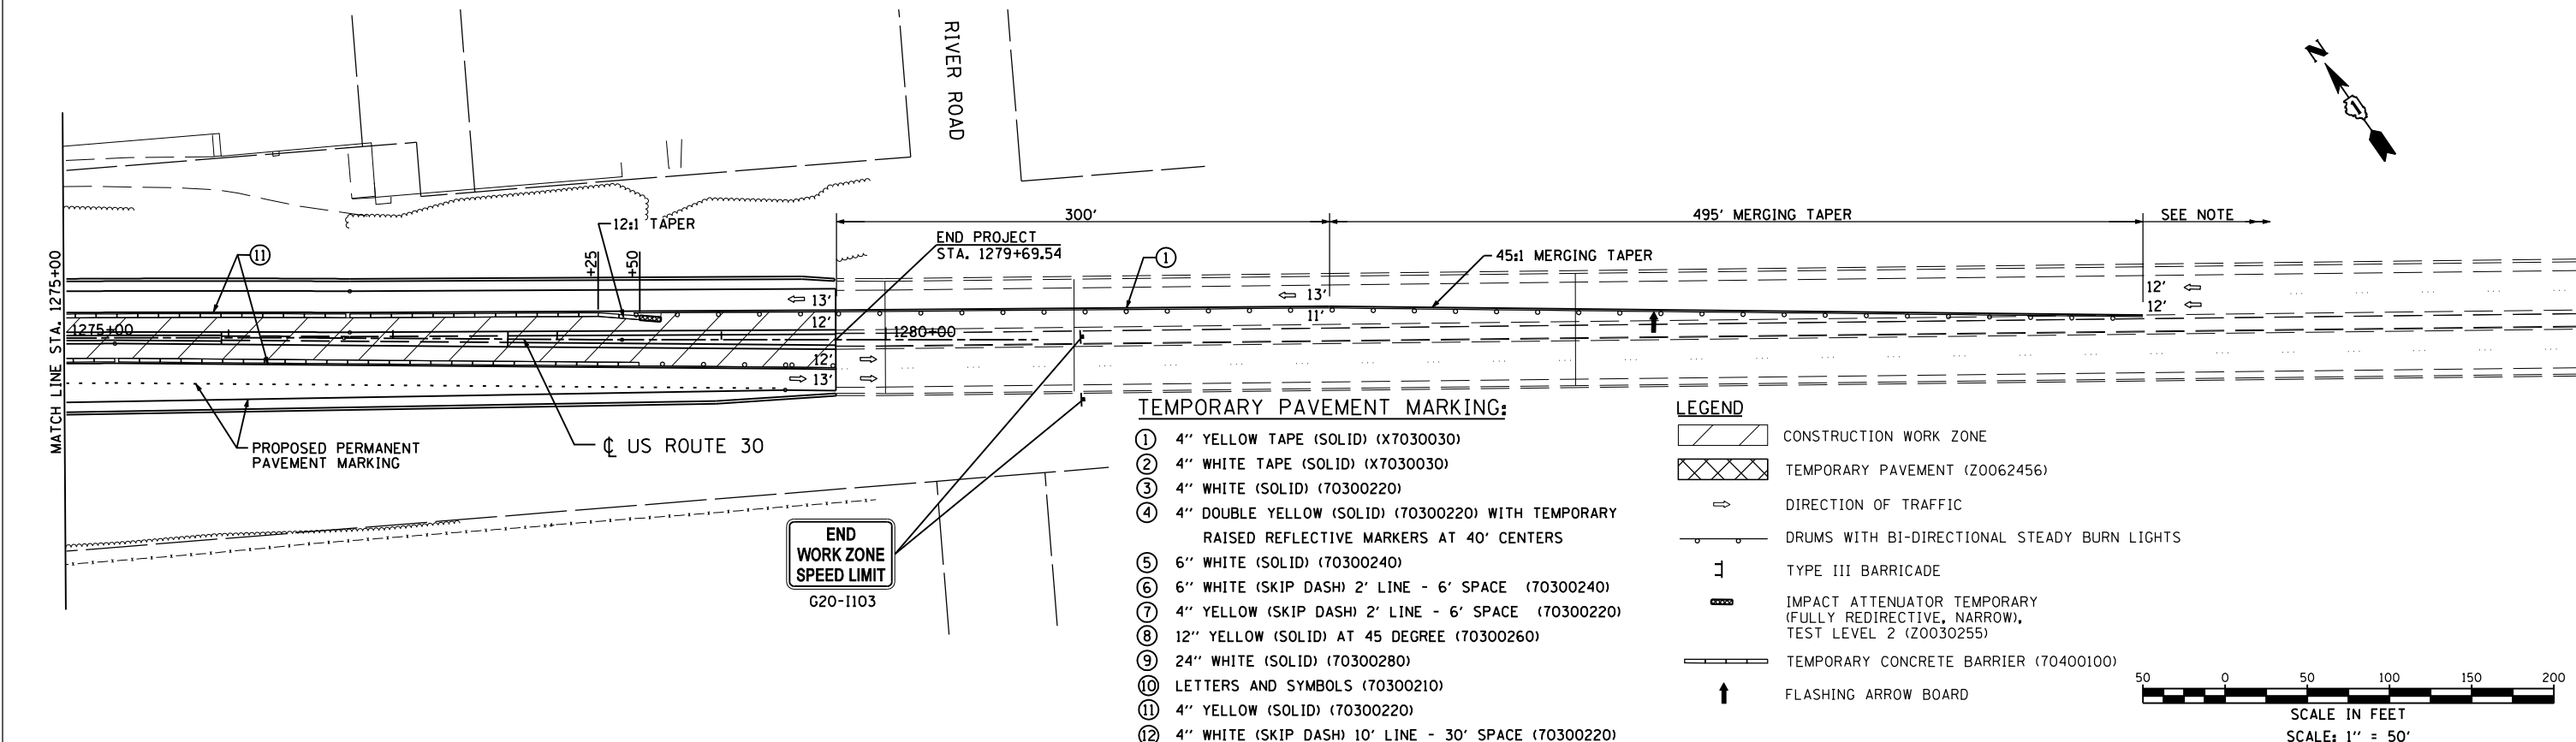 RIVER ROAD
N
300'
495' MERGING TAPER
SEE NOTE
12:1 TAPER
END PROJECT
STA. 1279+69.54
1
45:1 MERGING TAPER
11
+25
+50
MATCH LINE STA. 1275+00
13'
13'
12'
12'
1275+00
12'
11'
1280+00
12'
13'
PROPOSED PERMANENT
PAVEMENT MARKING
℄ US ROUTE 30
END
WORK ZONE
SPEED LIMIT
G20-I103
TEMPORARY PAVEMENT MARKING:
1 4'' YELLOW TAPE (SOLID) (X7030030)
2 4'' WHITE TAPE (SOLID) (X7030030)
3 4'' WHITE (SOLID) (70300220)
4 4'' DOUBLE YELLOW (SOLID) (70300220) WITH TEMPORARY
RAISED REFLECTIVE MARKERS AT 40' CENTERS
5 6'' WHITE (SOLID) (70300240)
6 6'' WHITE (SKIP DASH) 2' LINE - 6' SPACE (70300240)
7 4'' YELLOW (SKIP DASH) 2' LINE - 6' SPACE (70300220)
8 12'' YELLOW (SOLID) AT 45 DEGREE (70300260)
9 24'' WHITE (SOLID) (70300280)
10 LETTERS AND SYMBOLS (70300210)
11 4'' YELLOW (SOLID) (70300220)
12 4'' WHITE (SKIP DASH) 10' LINE - 30' SPACE (70300220)
LEGEND
CONSTRUCTION WORK ZONE
TEMPORARY PAVEMENT (Z0062456)
DIRECTION OF TRAFFIC
DRUMS WITH BI-DIRECTIONAL STEADY BURN LIGHTS
TYPE III BARRICADE
IMPACT ATTENUATOR TEMPORARY
(FULLY REDIRECTIVE, NARROW),
TEST LEVEL 2 (Z0030255)
TEMPORARY CONCRETE BARRIER (70400100)
FLASHING ARROW BOARD
50 0 50 100 150 200
SCALE IN FEET
SCALE: 1'' = 50'